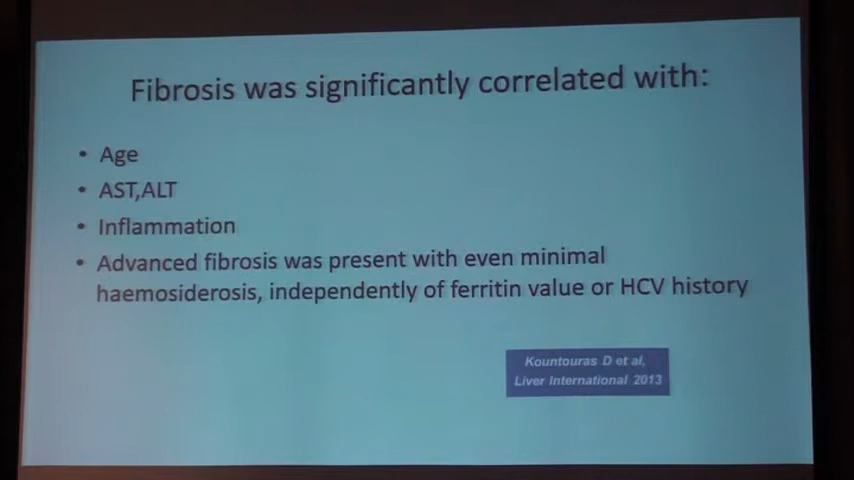 Fibrosis was significantly correlated with:
• Age
• AST,ALT
• Inflammation
• Advanced fibrosis was present with even minimal
haemosiderosis, independently of ferritin value or HCV history
Kountouras D et al,
Liver International 2013